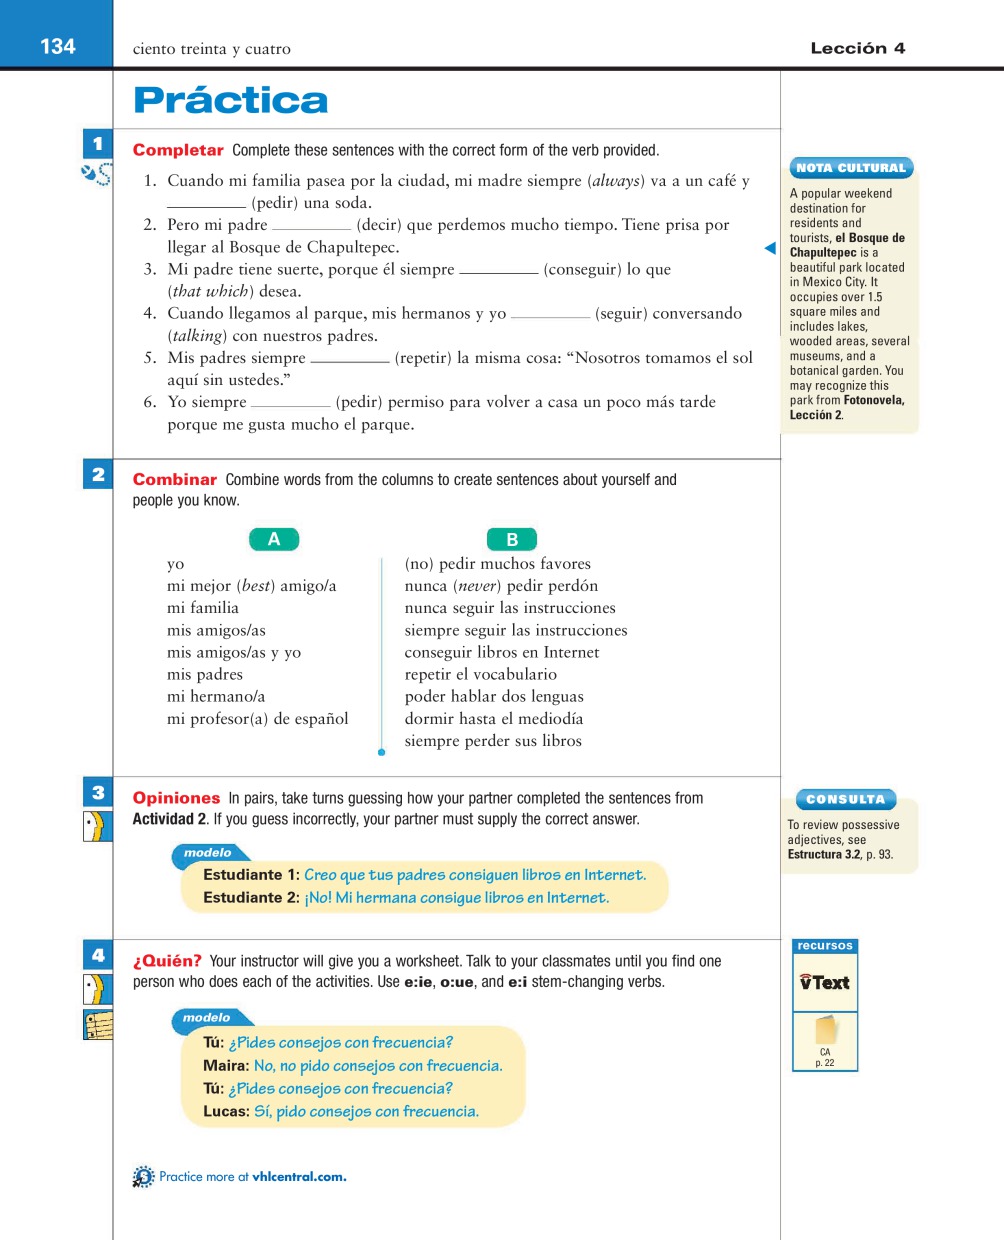 134
ciento treinta y cuatro
Lección 4
Práctica
1
Completar Complete these sentences with the correct form of the verb provided.
1. Cuando mi familia pasea por la ciudad, mi madre siempre (always) va a un café y
_________ (pedir) una soda.
2. Pero mi padre _________ (decir) que perdemos mucho tiempo. Tiene prisa por
llegar al Bosque de Chapultepec.
3. Mi padre tiene suerte, porque él siempre _________ (conseguir) lo que
(that which) desea.
4. Cuando llegamos al parque, mis hermanos y yo _________ (seguir) conversando
(talking) con nuestros padres.
5. Mis padres siempre _________ (repetir) la misma cosa: “Nosotros tomamos el sol
aquí sin ustedes.”
6. Yo siempre _________ (pedir) permiso para volver a casa un poco más tarde
porque me gusta mucho el parque.
NOTA CULTURAL
A popular weekend
destination for
residents and
tourists, el Bosque de
Chapultepec is a
beautiful park located
in Mexico City. It
occupies over 1.5
square miles and
includes lakes,
wooded areas, several
museums, and a
botanical garden. You
may recognize this
park from Fotonovela,
Lección 2.
2
Combinar Combine words from the columns to create sentences about yourself and
people you know.
A
yo
mi mejor (best) amigo/a
mi familia
mis amigos/as
mis amigos/as y yo
mis padres
mi hermano/a
mi profesor(a) de español
B
(no) pedir muchos favores
nunca (never) pedir perdón
nunca seguir las instrucciones
siempre seguir las instrucciones
conseguir libros en Internet
repetir el vocabulario
poder hablar dos lenguas
dormir hasta el mediodía
siempre perder sus libros
3
Opiniones In pairs, take turns guessing how your partner completed the sentences from
Actividad 2. If you guess incorrectly, your partner must supply the correct answer.
modelo
Estudiante 1: Creo que tus padres consiguen libros en Internet.
Estudiante 2: ¡No! Mi hermana consigue libros en Internet.
CONSULTA
To review possessive
adjectives, see
Estructura 3.2, p. 93.
4
¿Quién? Your instructor will give you a worksheet. Talk to your classmates until you find one
person who does each of the activities. Use e:ie, o:ue, and e:i stem-changing verbs.
modelo
Tú: ¿Pides consejos con frecuencia?
Maira: No, no pido consejos con frecuencia.
Tú: ¿Pides consejos con frecuencia?
Lucas: Sí, pido consejos con frecuencia.
recursos
vText
CA
p. 22
Practice more at vhlcentral.com.